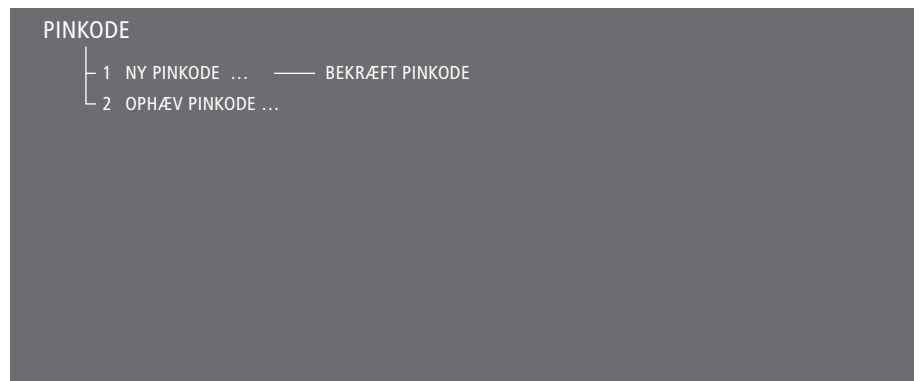 PINKODE
1 NY PINKODE … BEKRÆFT PINKODE
2 OPHÆV PINKODE …